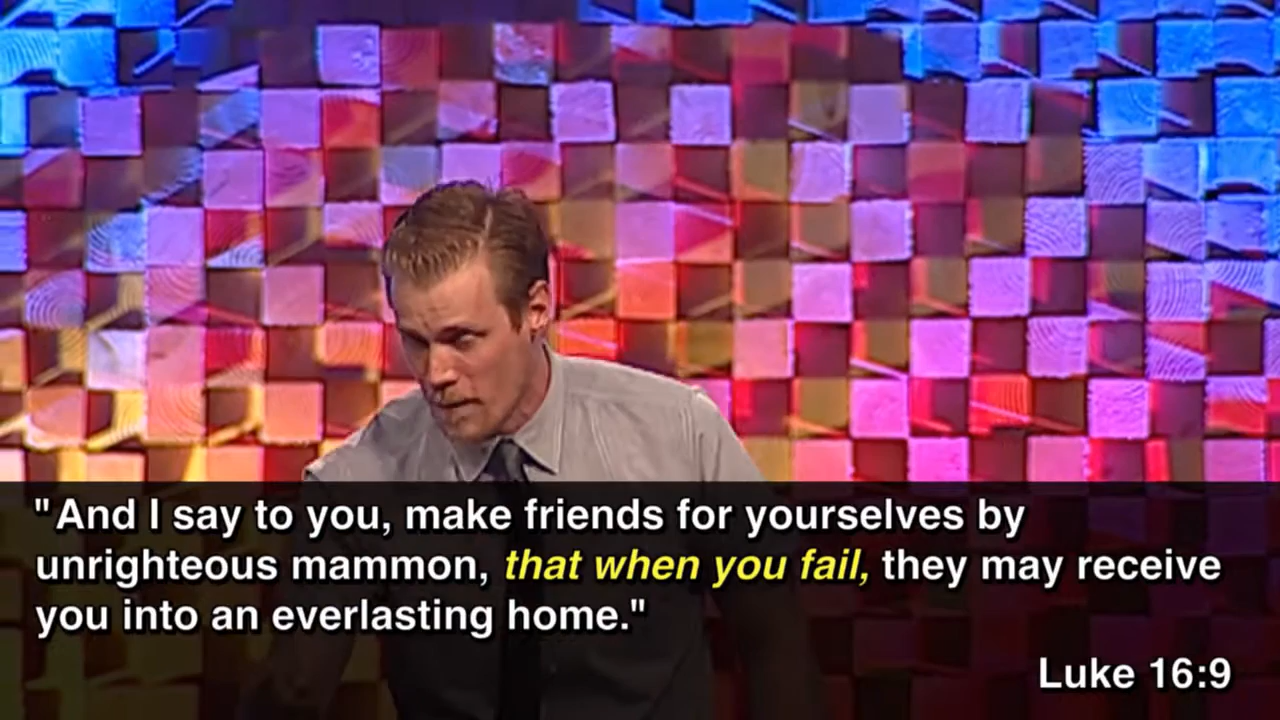 "And I say to you, make friends for yourselves by
unrighteous mammon, that when you fail, they may receive
you into an everlasting home."
Luke 16:9